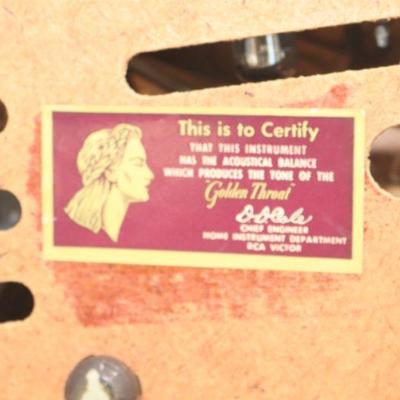 This is to Certify
THAT THIS INSTRUMENT
HAS THE ACOUSTICAL BALANCE
WHICH PRODUCES THE TONE OF THE
"Golden Throat"
CHIEF ENGINEER
HOME INSTRUMENT DEPARTMENT
RCA VICTOR